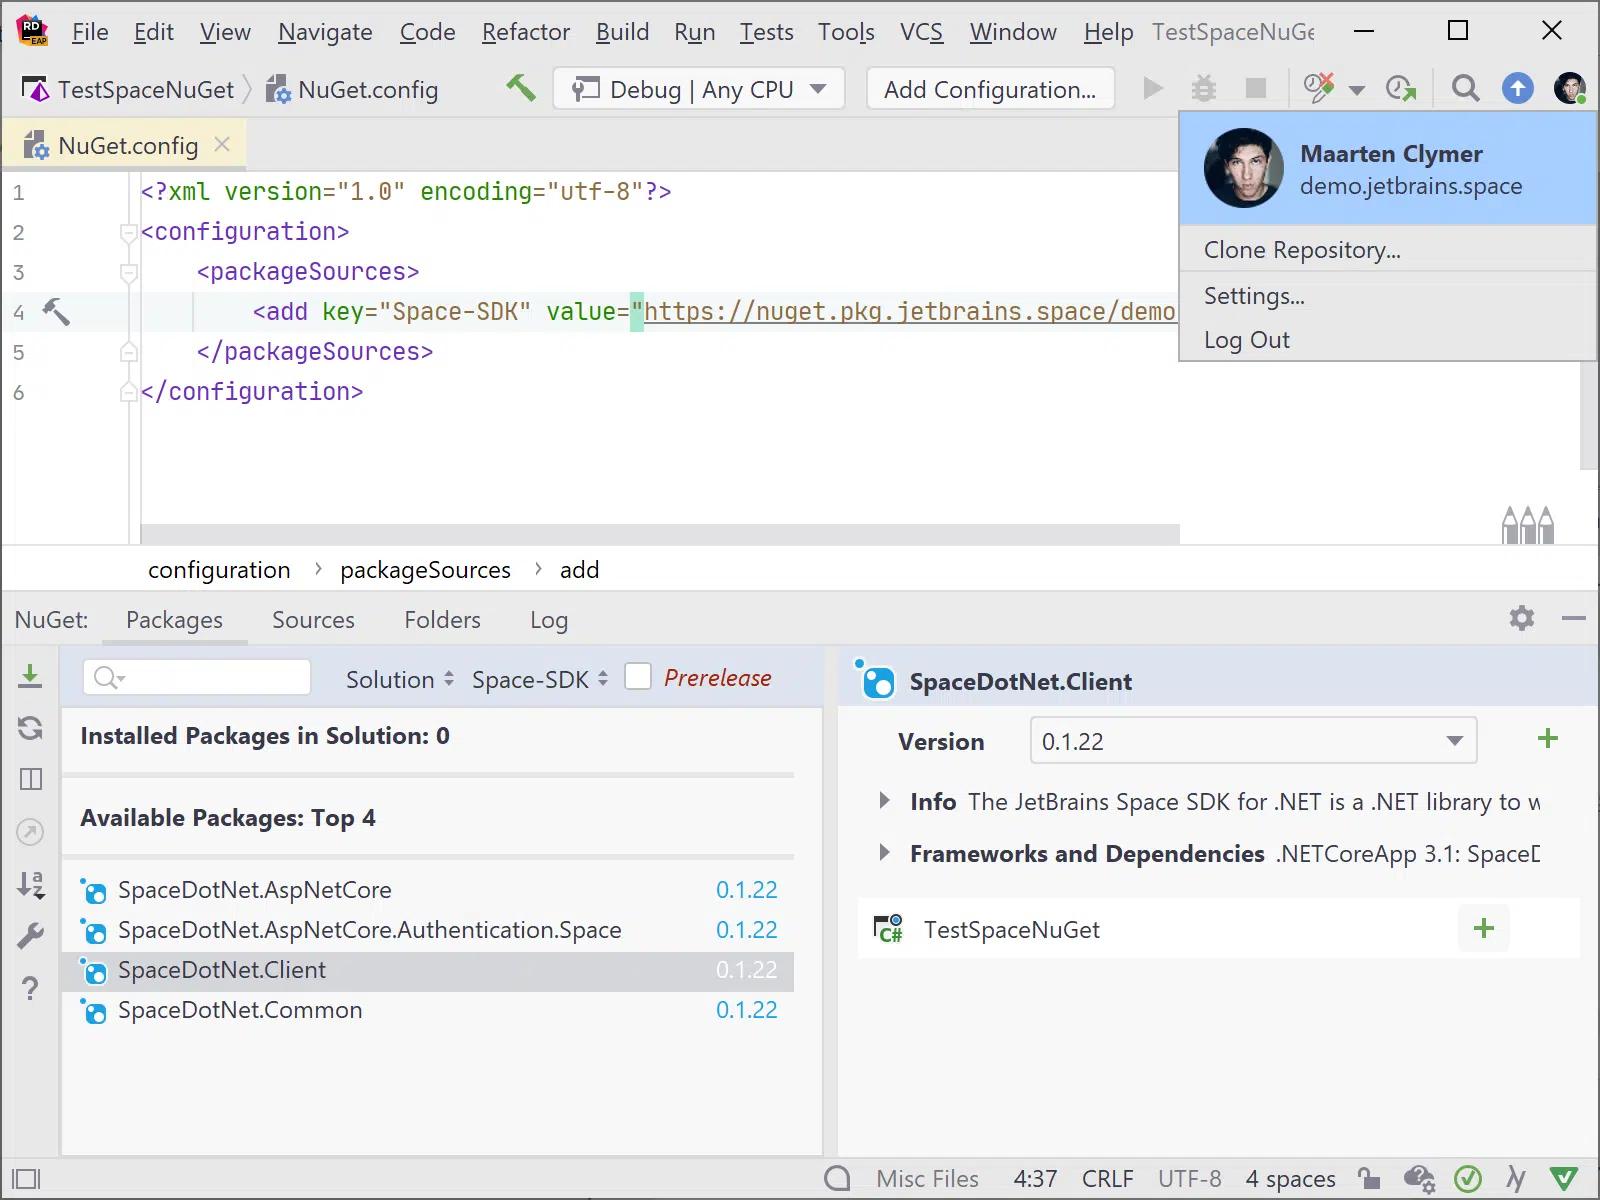 RD EAP File Edit View Navigate Code Refactor Build Run Tests Tools VCS Window Help TestSpaceNuGe
TestSpaceNuGet NuGet.config Debug | Any CPU Add Configuration...
NuGet.config
Maarten Clymer
demo.jetbrains.space
Clone Repository...
Settings...
Log Out
1 <?xml version="1.0" encoding="utf-8"?>
2 <configuration>
3 <packageSources>
4 <add key="Space-SDK" value="https://nuget.pkg.jetbrains.space/demo
5 </packageSources>
6 </configuration>
configuration › packageSources › add
NuGet: Packages Sources Folders Log
Solution Space-SDK Prerelease
Installed Packages in Solution: 0
Available Packages: Top 4
SpaceDotNet.AspNetCore 0.1.22
SpaceDotNet.AspNetCore.Authentication.Space 0.1.22
SpaceDotNet.Client 0.1.22
SpaceDotNet.Common 0.1.22
SpaceDotNet.Client
Version 0.1.22
Info The JetBrains Space SDK for .NET is a .NET library to w
Frameworks and Dependencies .NETCoreApp 3.1: SpaceD
C# TestSpaceNuGet
Misc Files 4:37 CRLF UTF-8 4 spaces